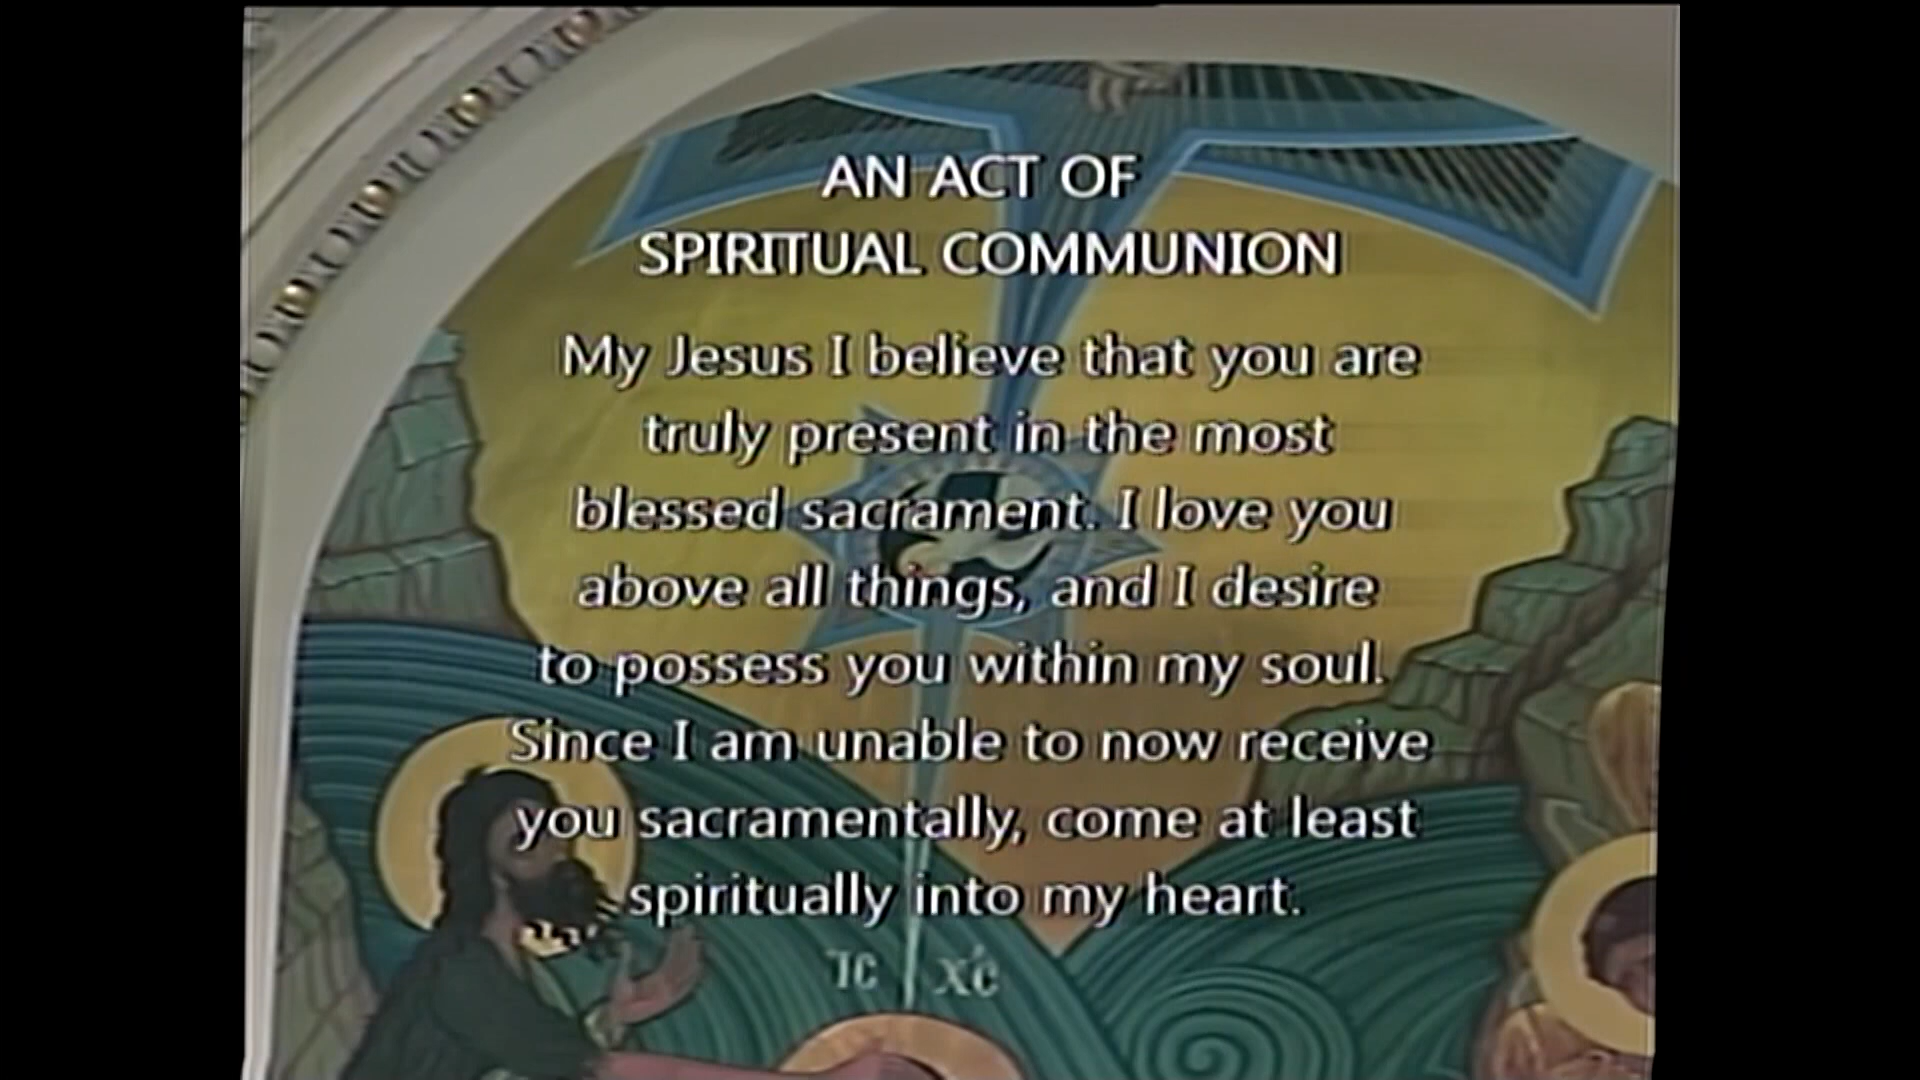 AN ACT OF
SPIRITUAL COMMUNION
My Jesus I believe that you are
truly present in the most
blessed sacrament. I love you
above all things, and I desire
to possess you within my soul.
Since I am unable to now receive
you sacramentally, come at least
spiritually into my heart.
IC XC